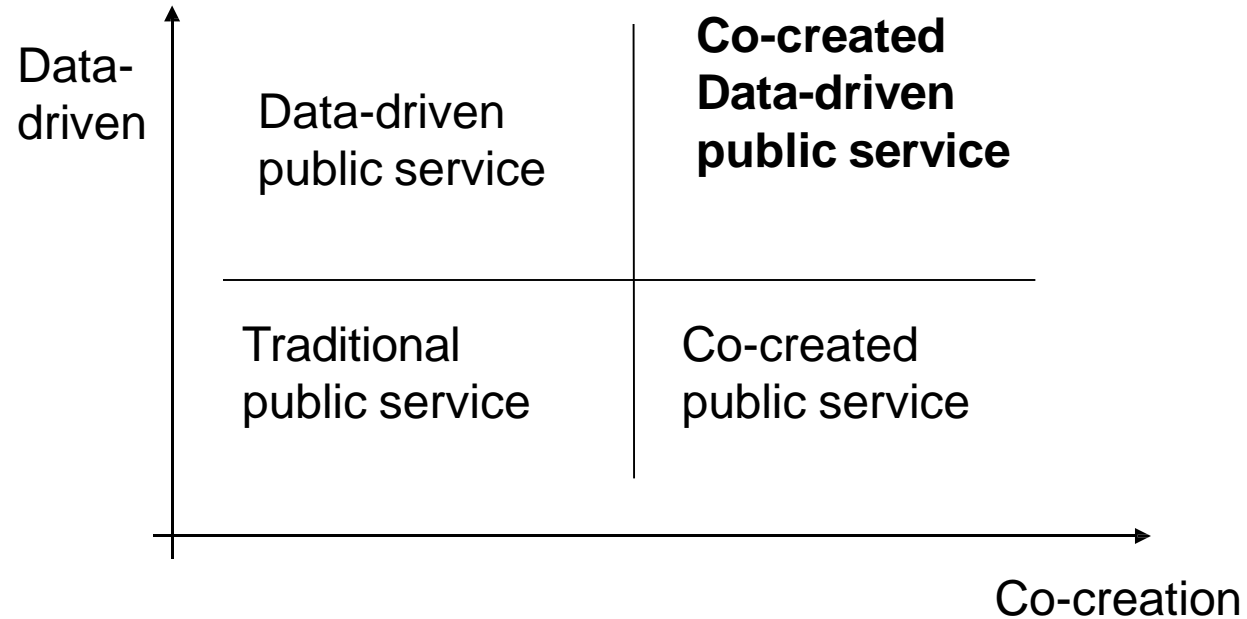 Data-
driven
Data-driven
public service
Co-created
Data-driven
public service
Traditional
public service
Co-created
public service
Co-creation